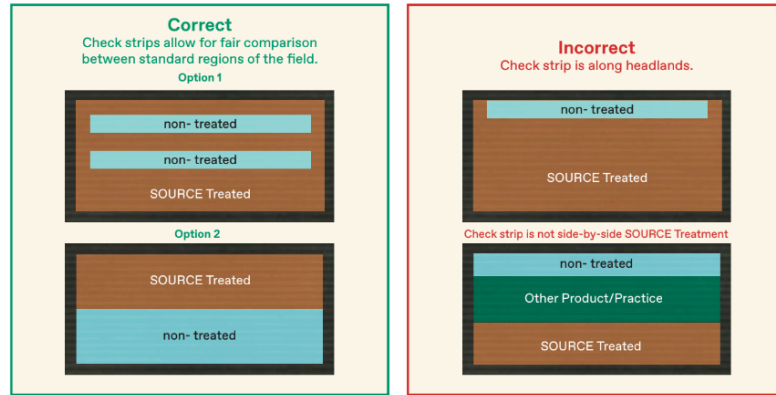 Correct
Check strips allow for fair comparison
between standard regions of the field.
Option 1
non- treated
non- treated
SOURCE Treated
Option 2
SOURCE Treated
non- treated
Incorrect
Check strip is along headlands.
non- treated
SOURCE Treated
Check strip is not side-by-side SOURCE Treatment
non- treated
Other Product/Practice
SOURCE Treated